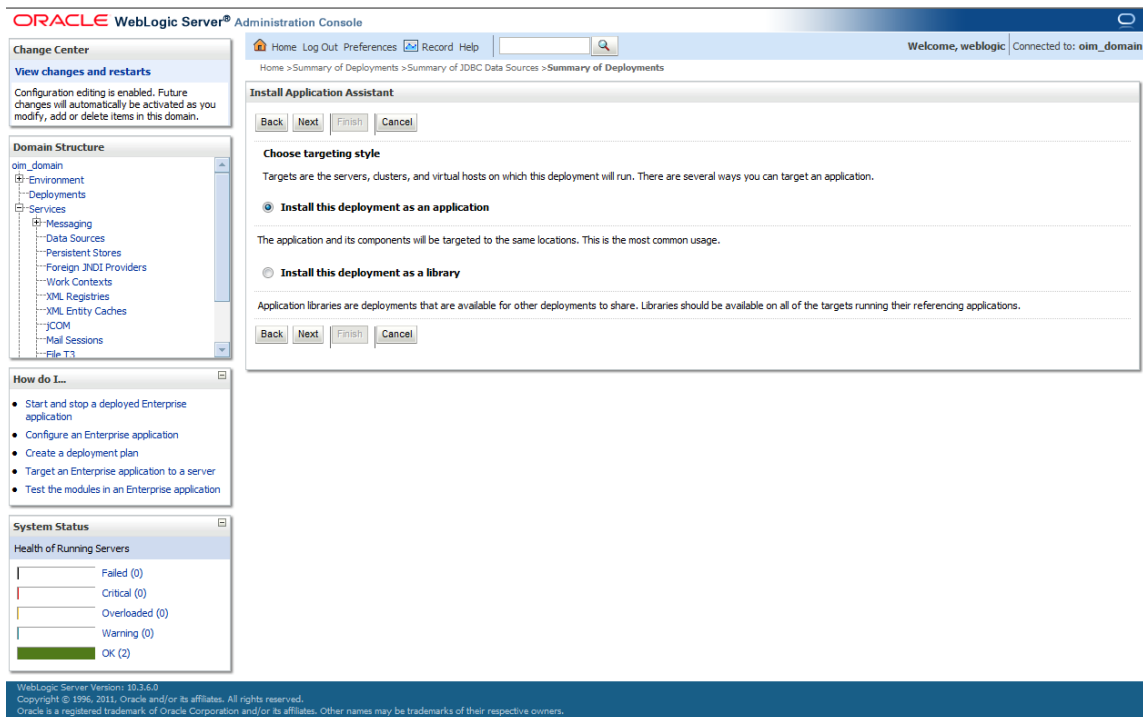 ORACLE WebLogic Server® Administration Console
Change Center
View changes and restarts
Configuration editing is enabled. Future
changes will automatically be activated as you
modify, add or delete items in this domain.
Domain Structure
oim_domain
Environment
Deployments
Services
Messaging
Data Sources
Persistent Stores
Foreign JNDI Providers
Work Contexts
XML Registries
XML Entity Caches
jCOM
Mail Sessions
File T3
How do I...
Start and stop a deployed Enterprise
application
Configure an Enterprise application
Create a deployment plan
Target an Enterprise application to a server
Test the modules in an Enterprise application
System Status
Health of Running Servers
Failed (0)
Critical (0)
Overloaded (0)
Warning (0)
OK (2)
Home Log Out Preferences Record Help
Welcome, weblogic Connected to: oim_domain
Home >Summary of Deployments >Summary of JDBC Data Sources >Summary of Deployments
Install Application Assistant
Back Next Finish Cancel
Choose targeting style
Targets are the servers, clusters, and virtual hosts on which this deployment will run. There are several ways you can target an application.
Install this deployment as an application
The application and its components will be targeted to the same locations. This is the most common usage.
Install this deployment as a library
Application libraries are deployments that are available for other deployments to share. Libraries should be available on all of the targets running their referencing applications.
Back Next Finish Cancel
WebLogic Server Version: 10.3.6.0
Copyright © 1996, 2011, Oracle and/or its affiliates. All rights reserved.
Oracle is a registered trademark of Oracle Corporation and/or its affiliates. Other names may be trademarks of their respective owners.